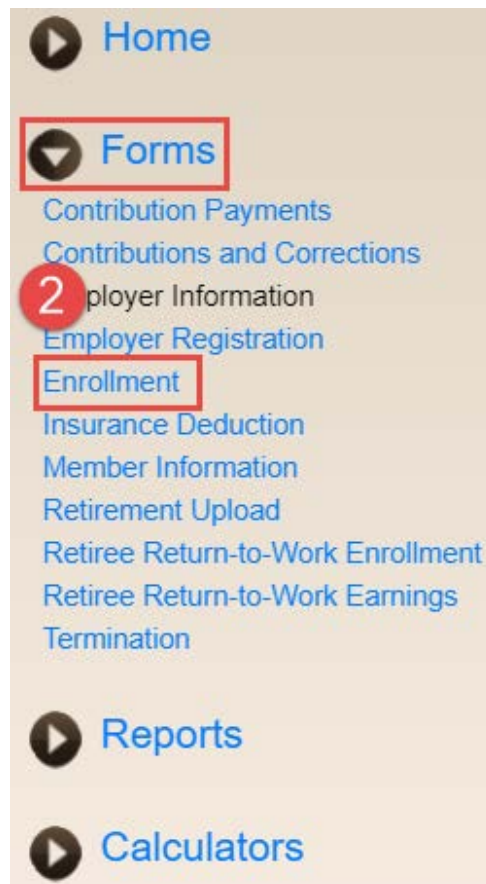 Home
Forms
Contribution Payments
Contributions and Corrections
2 ployer Information
Employer Registration
Enrollment
Insurance Deduction
Member Information
Retirement Upload
Retiree Return-to-Work Enrollment
Retiree Return-to-Work Earnings
Termination
Reports
Calculators